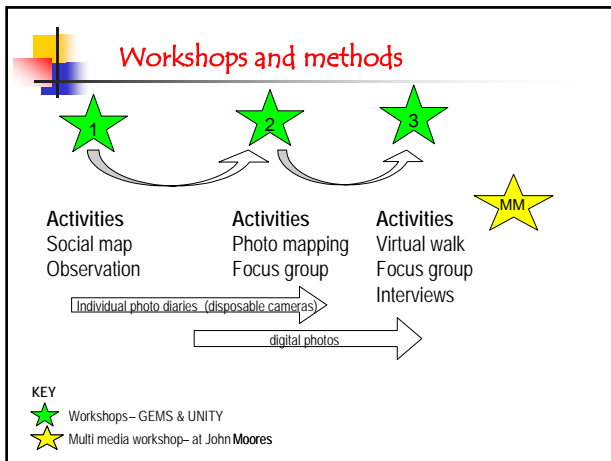 Workshops and methods
1
2
3
MM
Activities
Social map
Observation
Activities
Photo mapping
Focus group
Activities
Virtual walk
Focus group
Interviews
Individual photo diaries (disposable cameras)
digital photos
KEY
Workshops– GEMS & UNITY
Multi media workshop– at John Moores